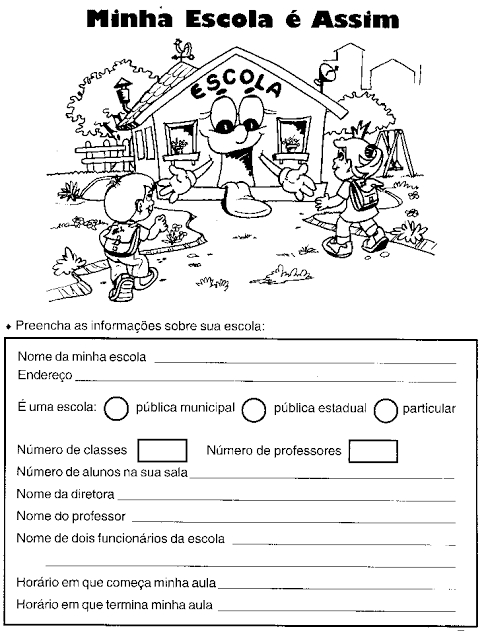 Minha Escola é Assim
ESCOLA
♦ Preencha as informações sobre sua escola:
Nome da minha escola
Endereço
É uma escola: pública municipal pública estadual particular
Número de classes Número de professores
Número de alunos na sua sala
Nome da diretora
Nome do professor
Nome de dois funcionários da escola
Horário em que começa minha aula
Horário em que termina minha aula